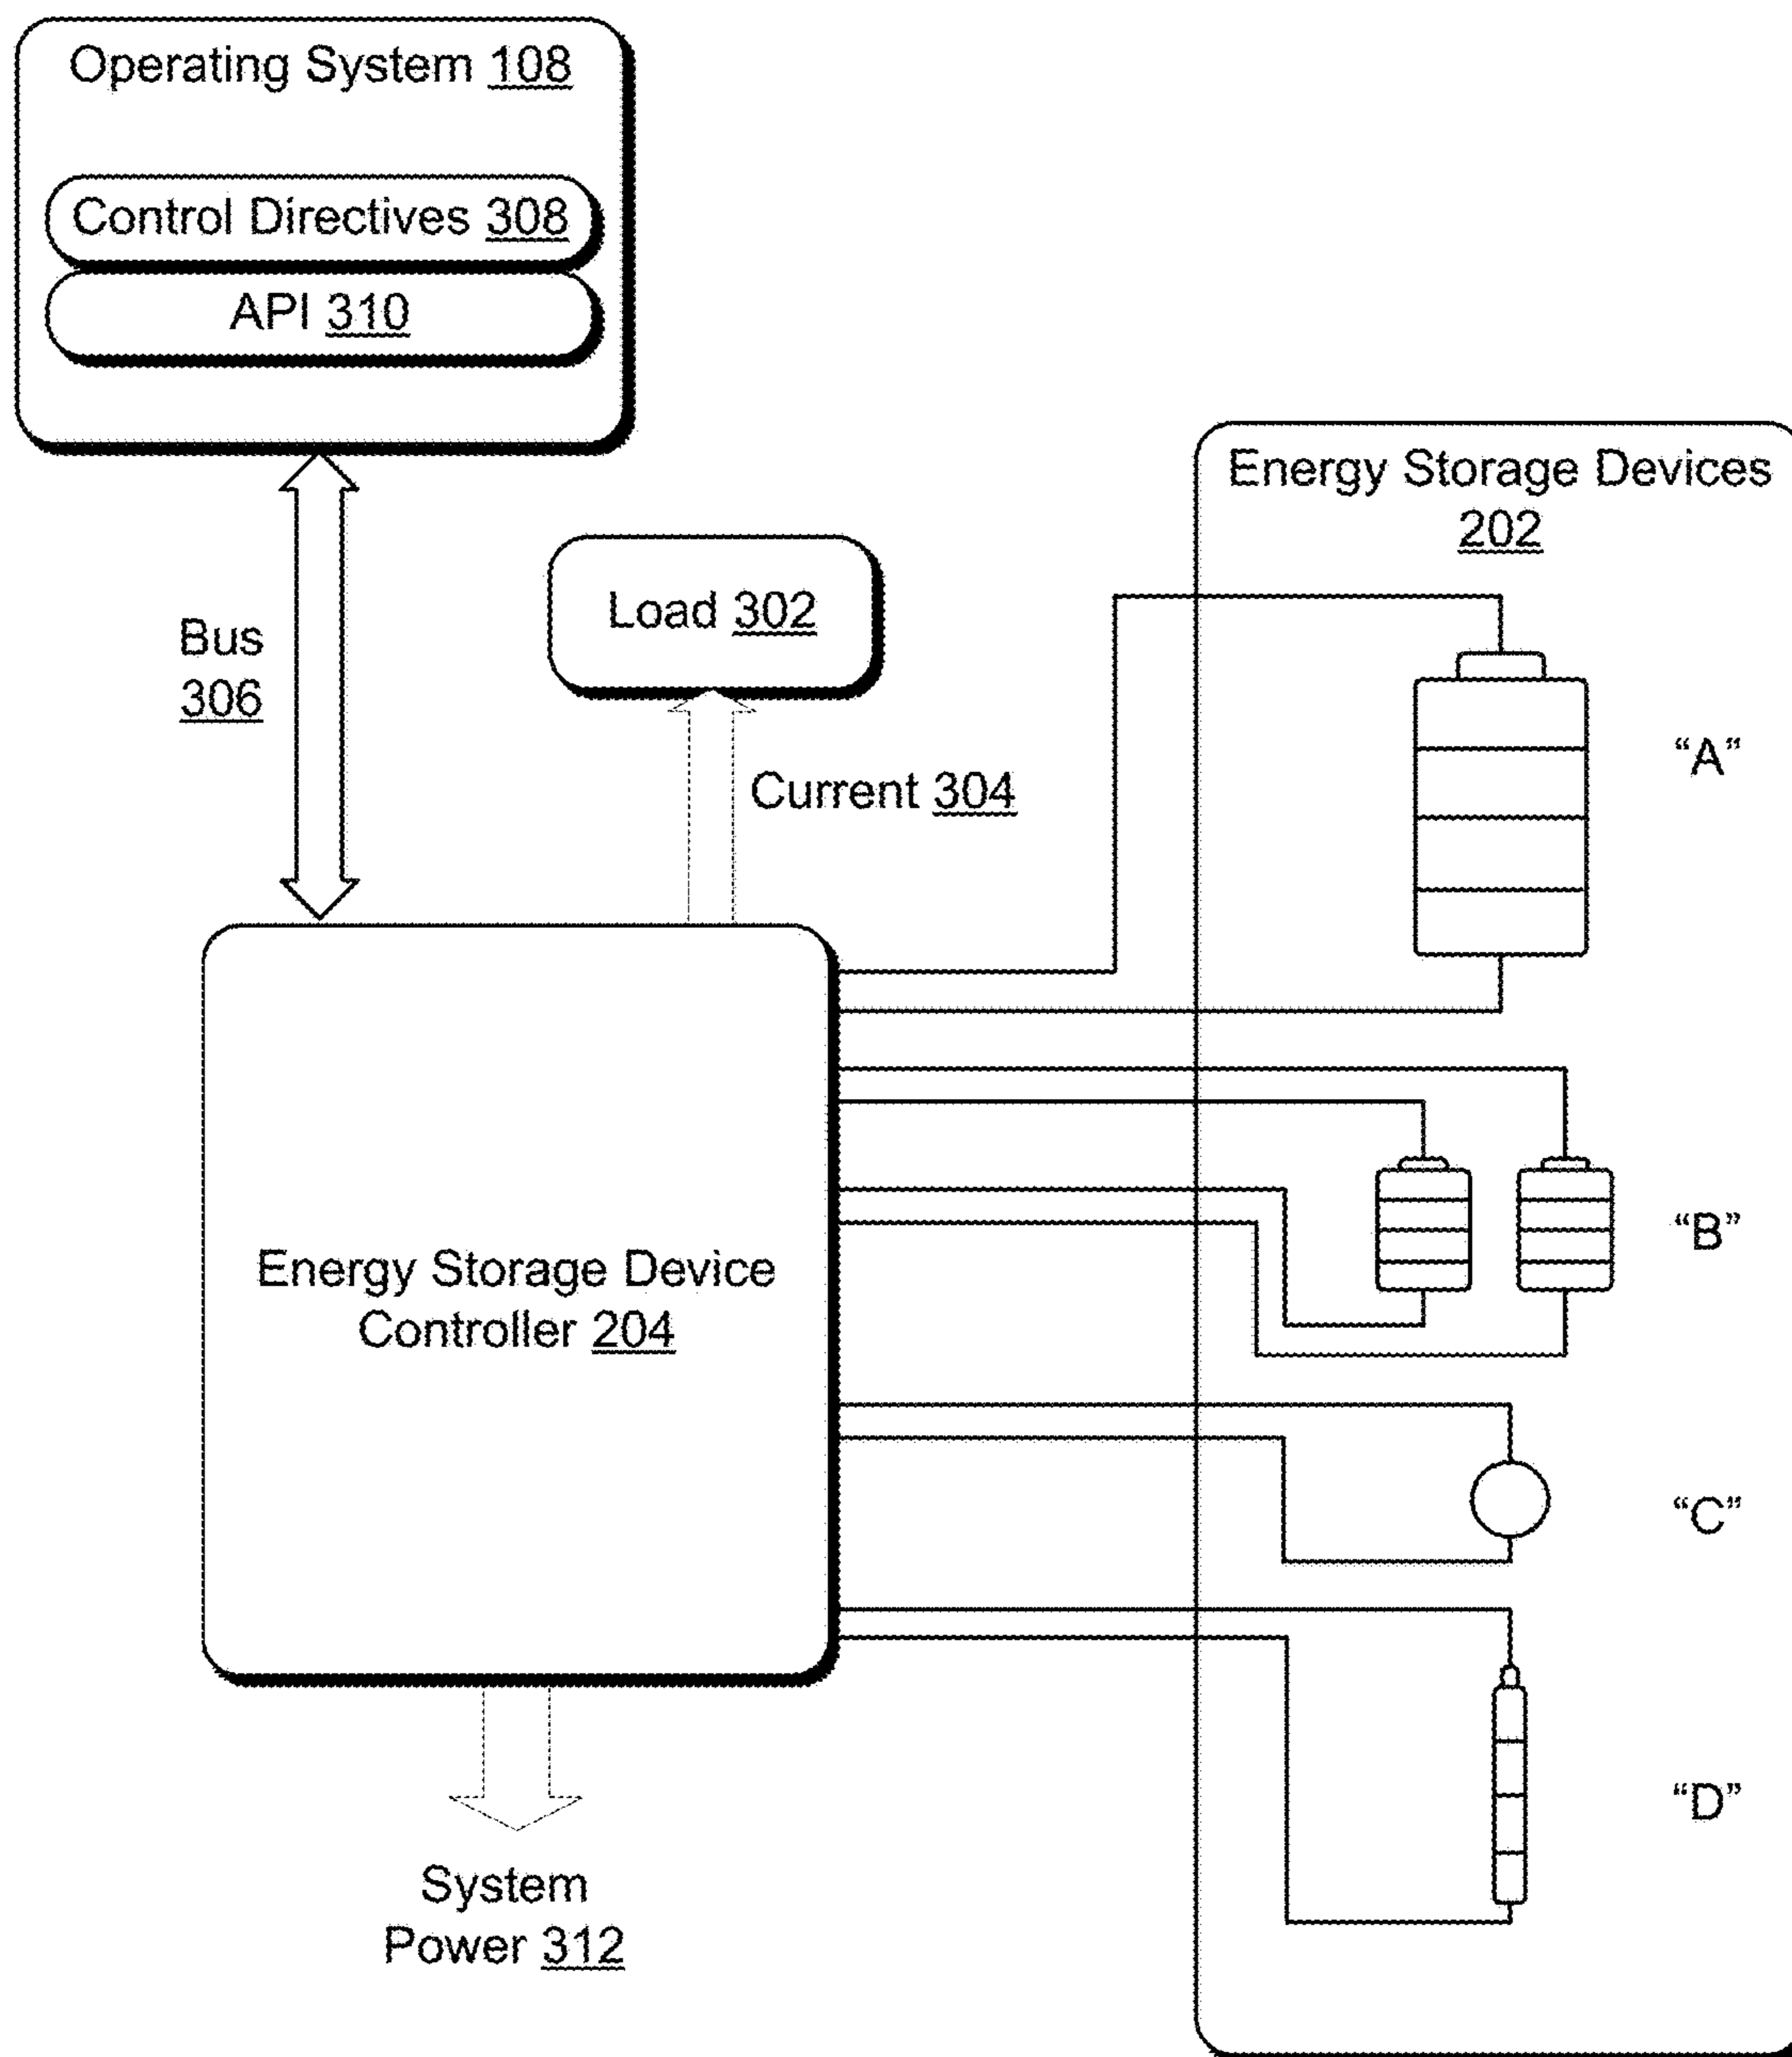 Operating System 108
Control Directives 308
API 310
Bus
306
Load 302
Current 304
Energy Storage Devices
202
“A”
“B”
“C”
“D”
Energy Storage Device
Controller 204
System
Power 312